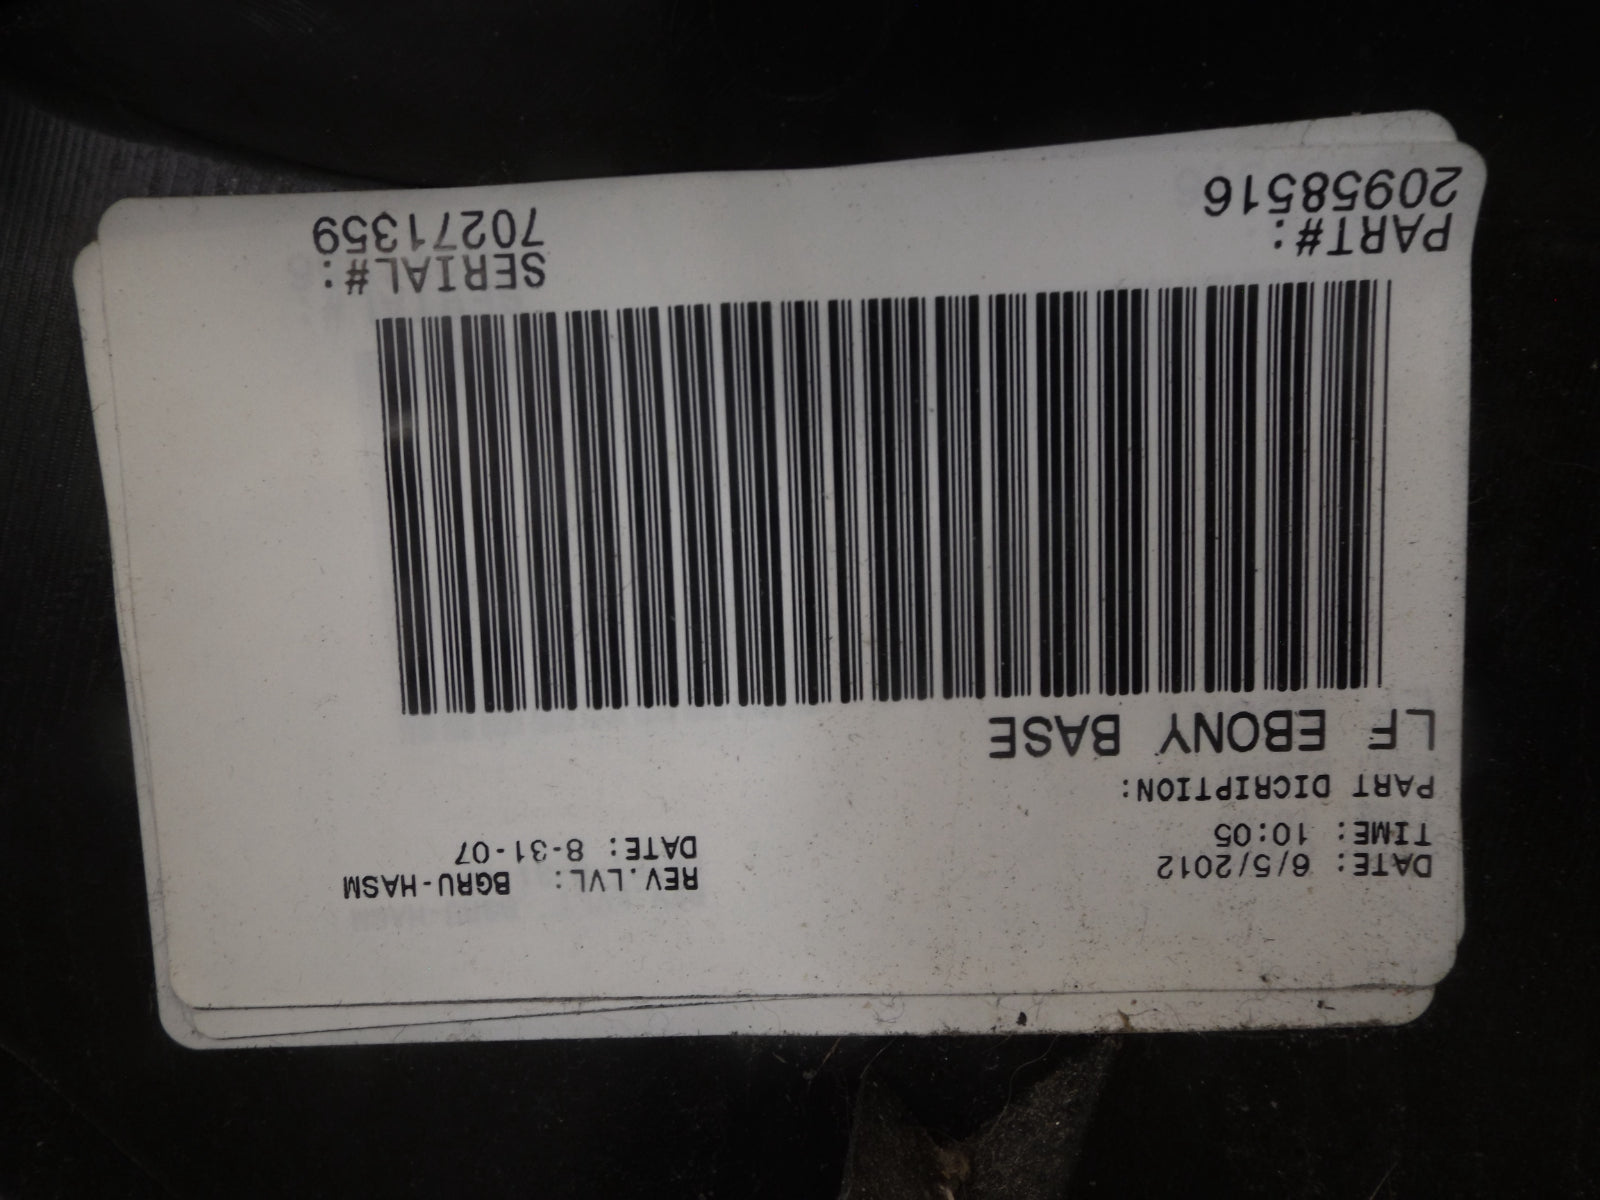 DATE: 6/5/2012
TIME: 10:05
REV.LVL: BGRU-HASM
DATE: 8-31-07
PART DICRIPTION:
LF EBONY BASE
PART#:
20958516
SERIAL#:
70271359